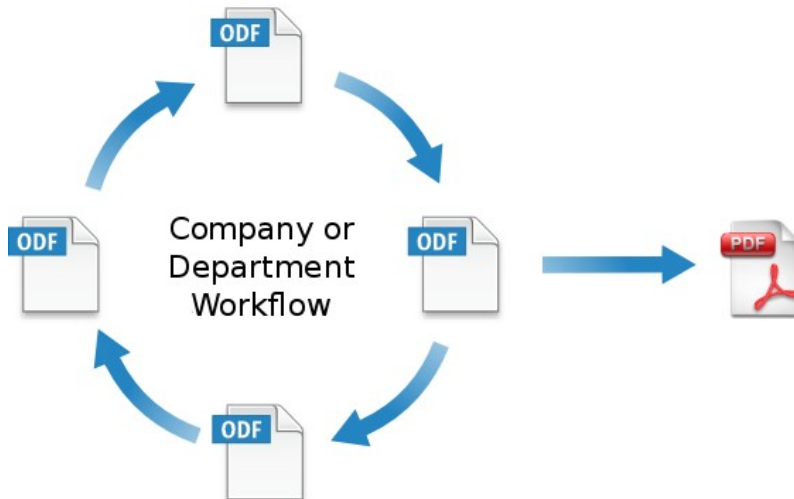 ODF
ODF
Company or
Department
Workflow
ODF
PDF
ODF